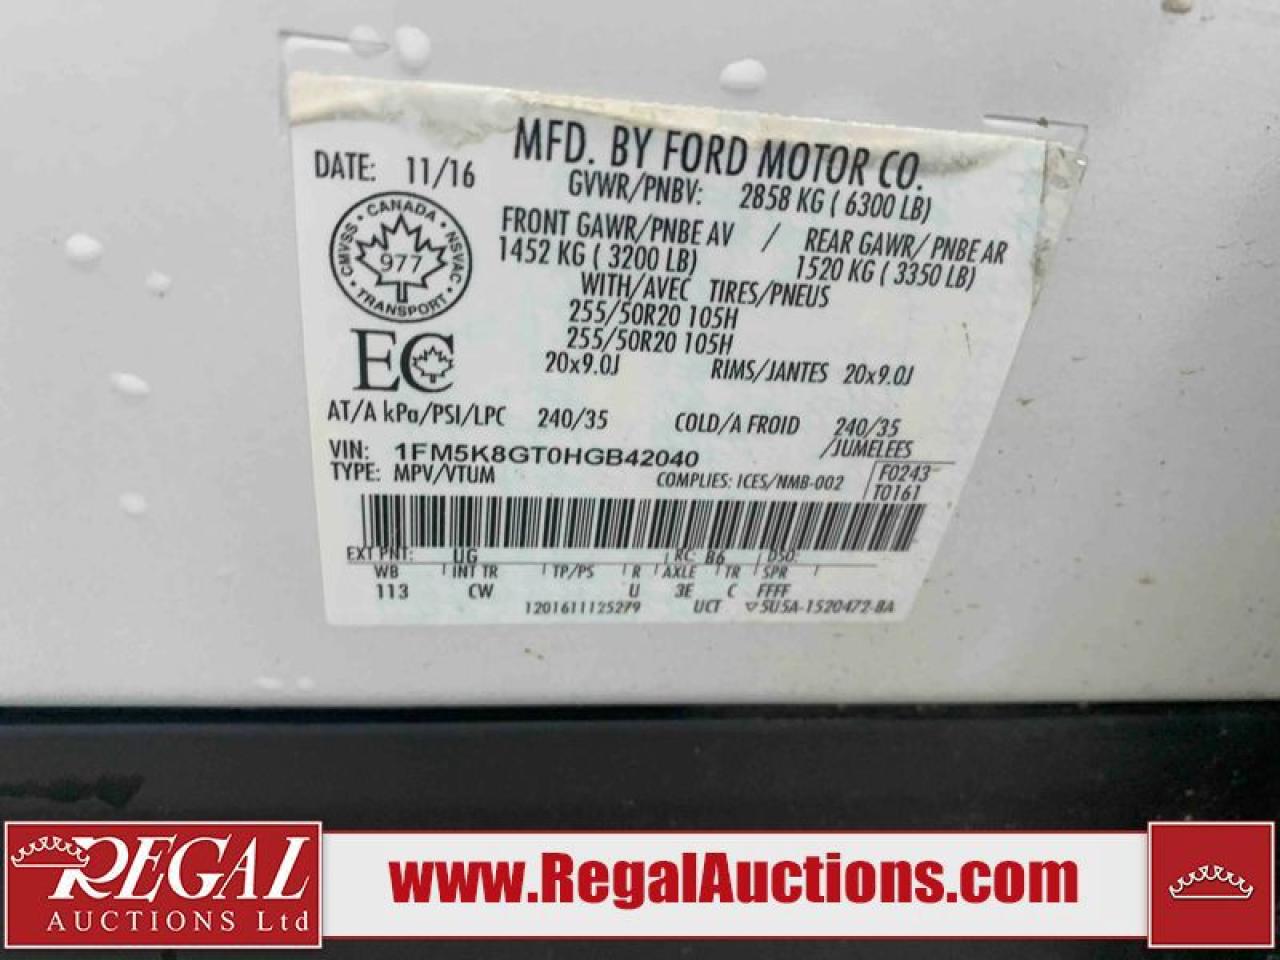 MFD. BY FORD MOTOR CO.
DATE: 11/16
GVWR/PNBV: 2858 KG ( 6300 LB)
FRONT GAWR/PNBE AV / REAR GAWR/ PNBE AR
1452 KG ( 3200 LB) 1520 KG ( 3350 LB)
WITH/AVEC TIRES/PNEUS
255/50R20 105H
255/50R20 105H
20x9.0J RIMS/JANTES 20x9.0J
CANADA
CMVSS NSVAC
977
TRANSPORT
EC
AT/A kPa/PSI/LPC 240/35 COLD/A FROID 240/35
/JUMELEES
VIN: 1FM5K8GT0HGB42040
TYPE: MPV/VTUM COMPLIES: ICES/NMB-002
F0243
T0161
EXT PNT: UG RC: 86 DSO:
WB INT TR TP/PS R AXLE TR SPR
113 CW U 3E C FFFF
1201611125279 UCT ▽5U5A-1520472-BA
REGAL
AUCTIONS Ltd
www.RegalAuctions.com